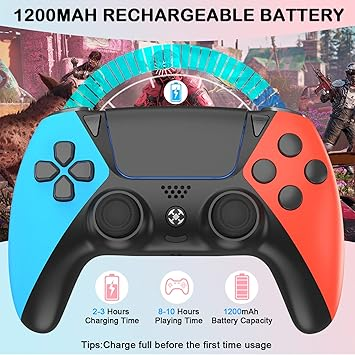 1200MAH RECHARGEABLE BATTERY
2-3 Hours
Charging Time
8-10 Hours
Playing Time
1200mAh
Battery Capacity
Tips:Charge full before the first time usage